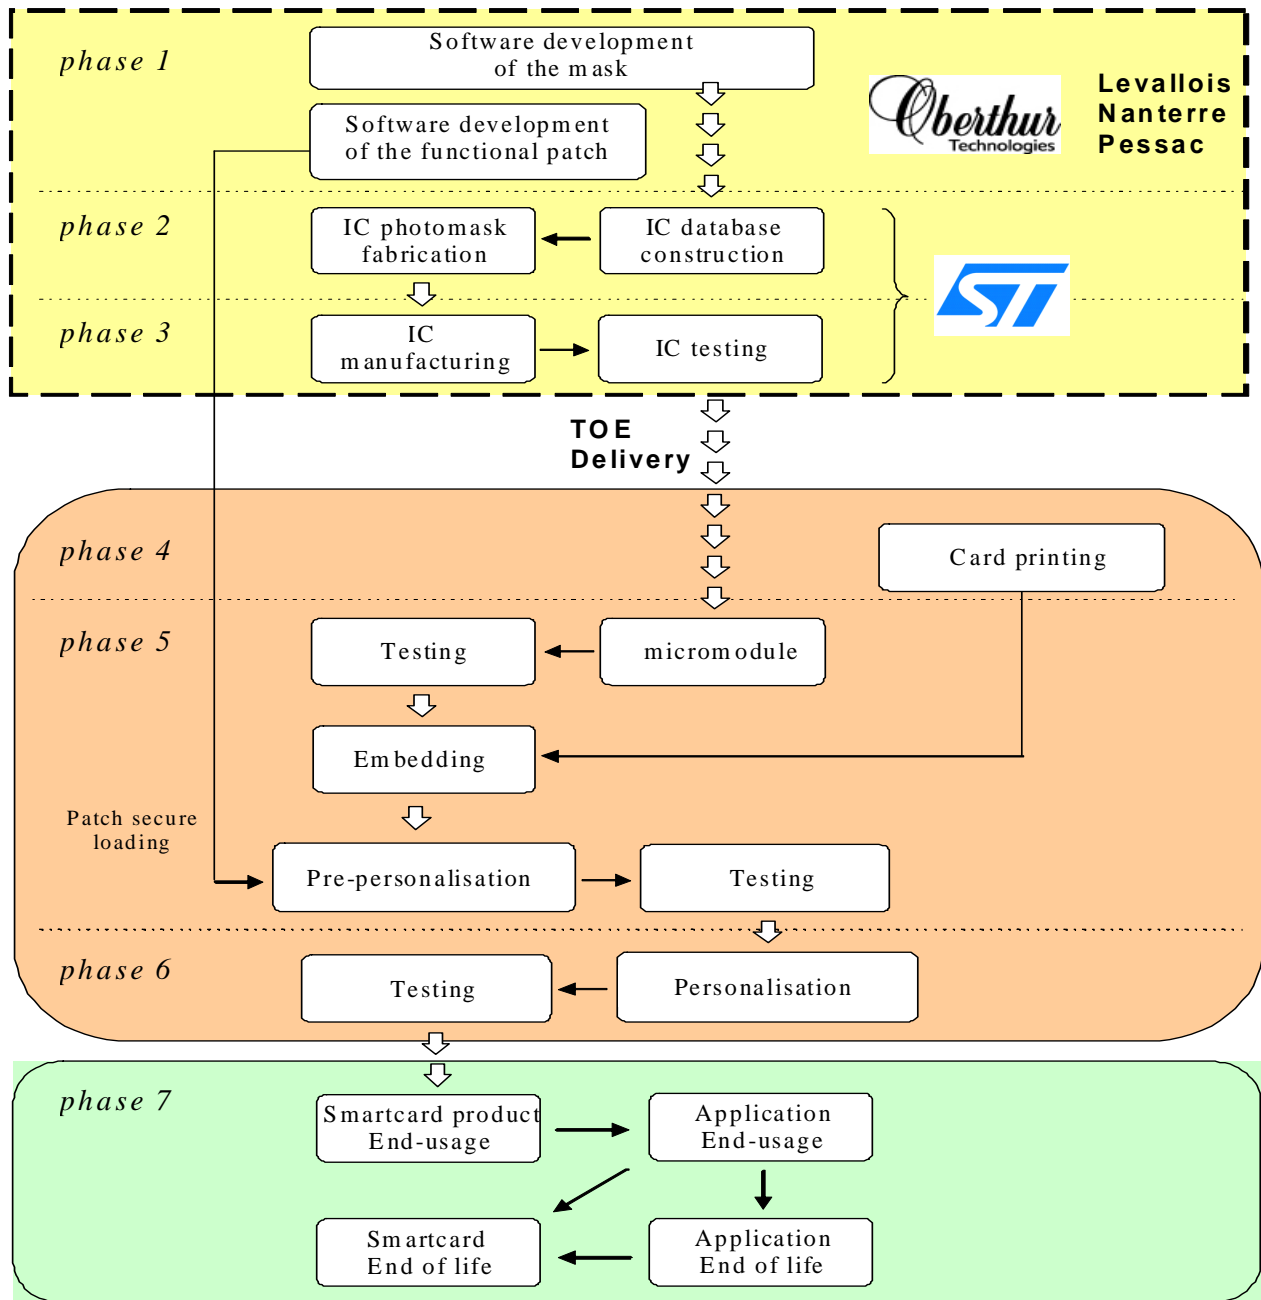 phase 1
Software development
of the mask
Software development
of the functional patch
Oberthur
Technologies
Levallois
Nanterre
Pessac
phase 2
IC photomask
fabrication
IC database
construction
ST
phase 3
IC
manufacturing
IC testing
TOE
Delivery
phase 4
Card printing
phase 5
Testing
micromodule
Embedding
Patch secure
loading
Pre-personalisation
Testing
phase 6
Testing
Personalisation
phase 7
Smartcard product
End-usage
Application
End-usage
Smartcard
End of life
Application
End of life